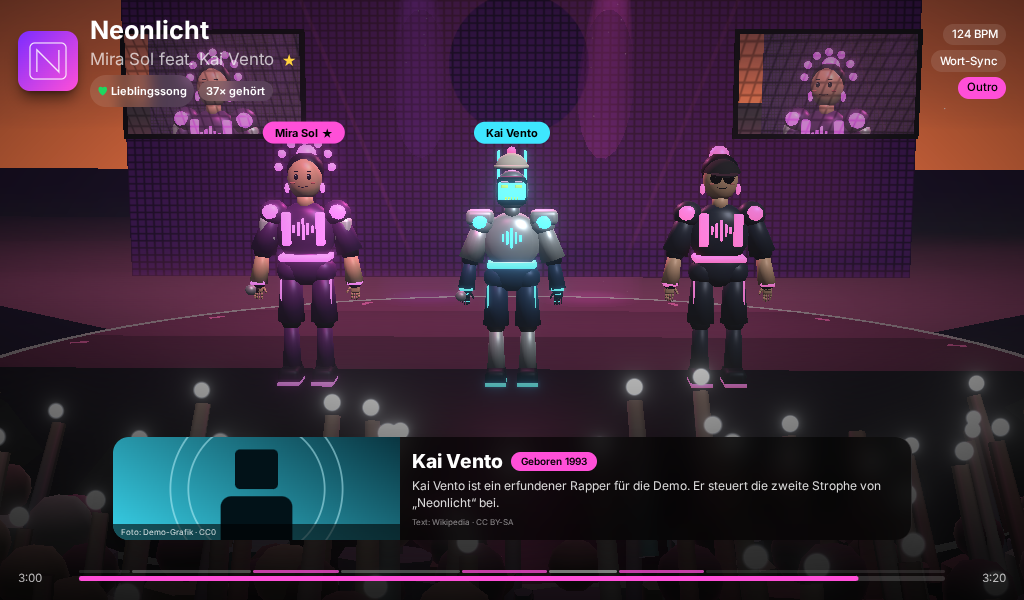 Neonlicht
Mira Sol feat. Kai Vento ★
Lieblingssong
37× gehört
124 BPM
Wort-Sync
Outro
Mira Sol ★
Kai Vento
Kai Vento
Geboren 1993
Kai Vento ist ein erfundener Rapper für die Demo. Er steuert die zweite Strophe von
„Neonlicht“ bei.
Text: Wikipedia · CC BY-SA
Foto: Demo-Grafik · CC0
3:00
3:20